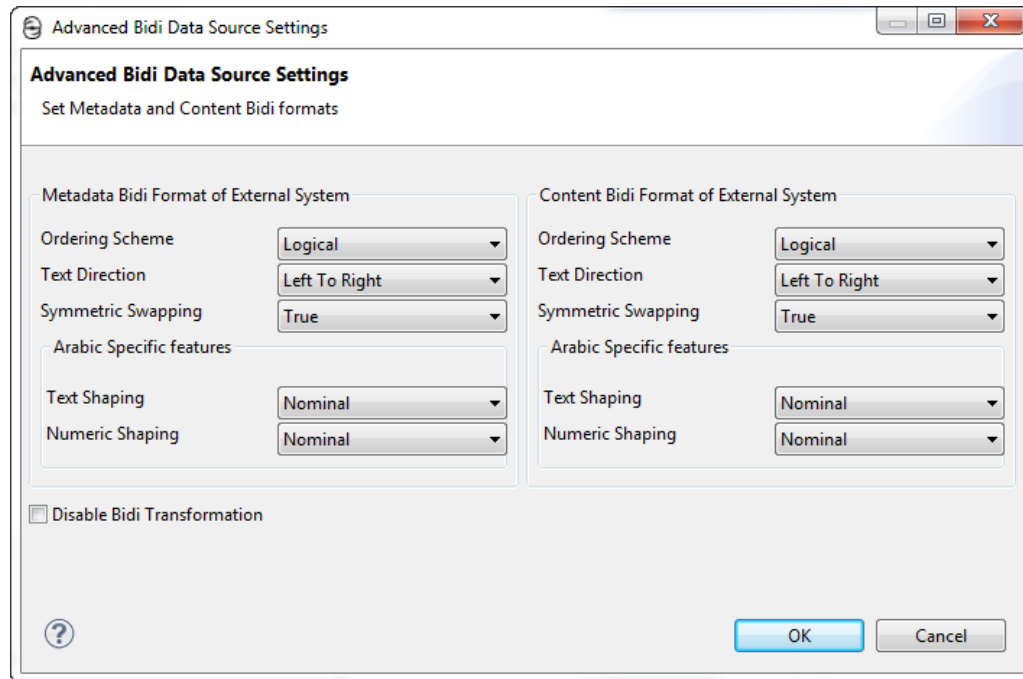 Advanced Bidi Data Source Settings
Advanced Bidi Data Source Settings
Set Metadata and Content Bidi formats
Metadata Bidi Format of External System
Ordering Scheme Logical
Text Direction Left To Right
Symmetric Swapping True
Arabic Specific features
Text Shaping Nominal
Numeric Shaping Nominal
Content Bidi Format of External System
Ordering Scheme Logical
Text Direction Left To Right
Symmetric Swapping True
Arabic Specific features
Text Shaping Nominal
Numeric Shaping Nominal
Disable Bidi Transformation
? OK Cancel